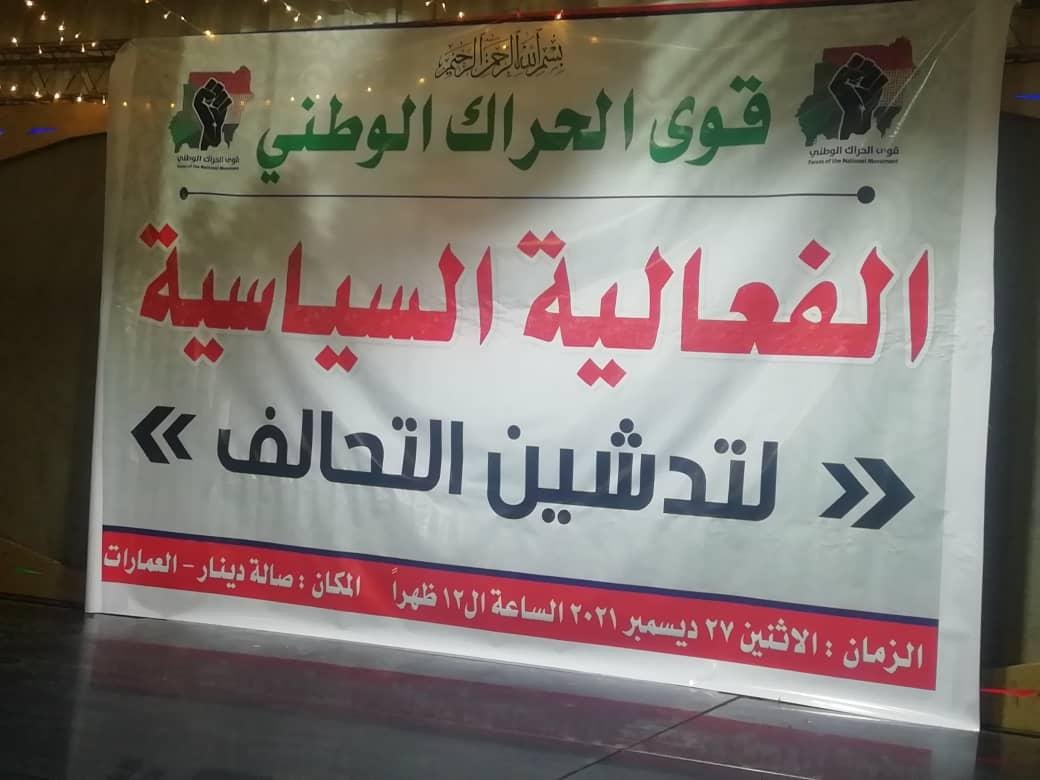 بسم الله الرحمن الرحيم
قوى الحراك الوطني
قوى الحراك الوطني
Forces of the National Movement
قوى الحراك الوطني
Forces of the National Movement
الفعالية السياسية
« لتدشين التحالف »
الزمان : الاثنين ٢٧ ديسمبر ٢٠٢١ الساعة ال١٢ ظهراً المكان : صالة دينار - العمارات